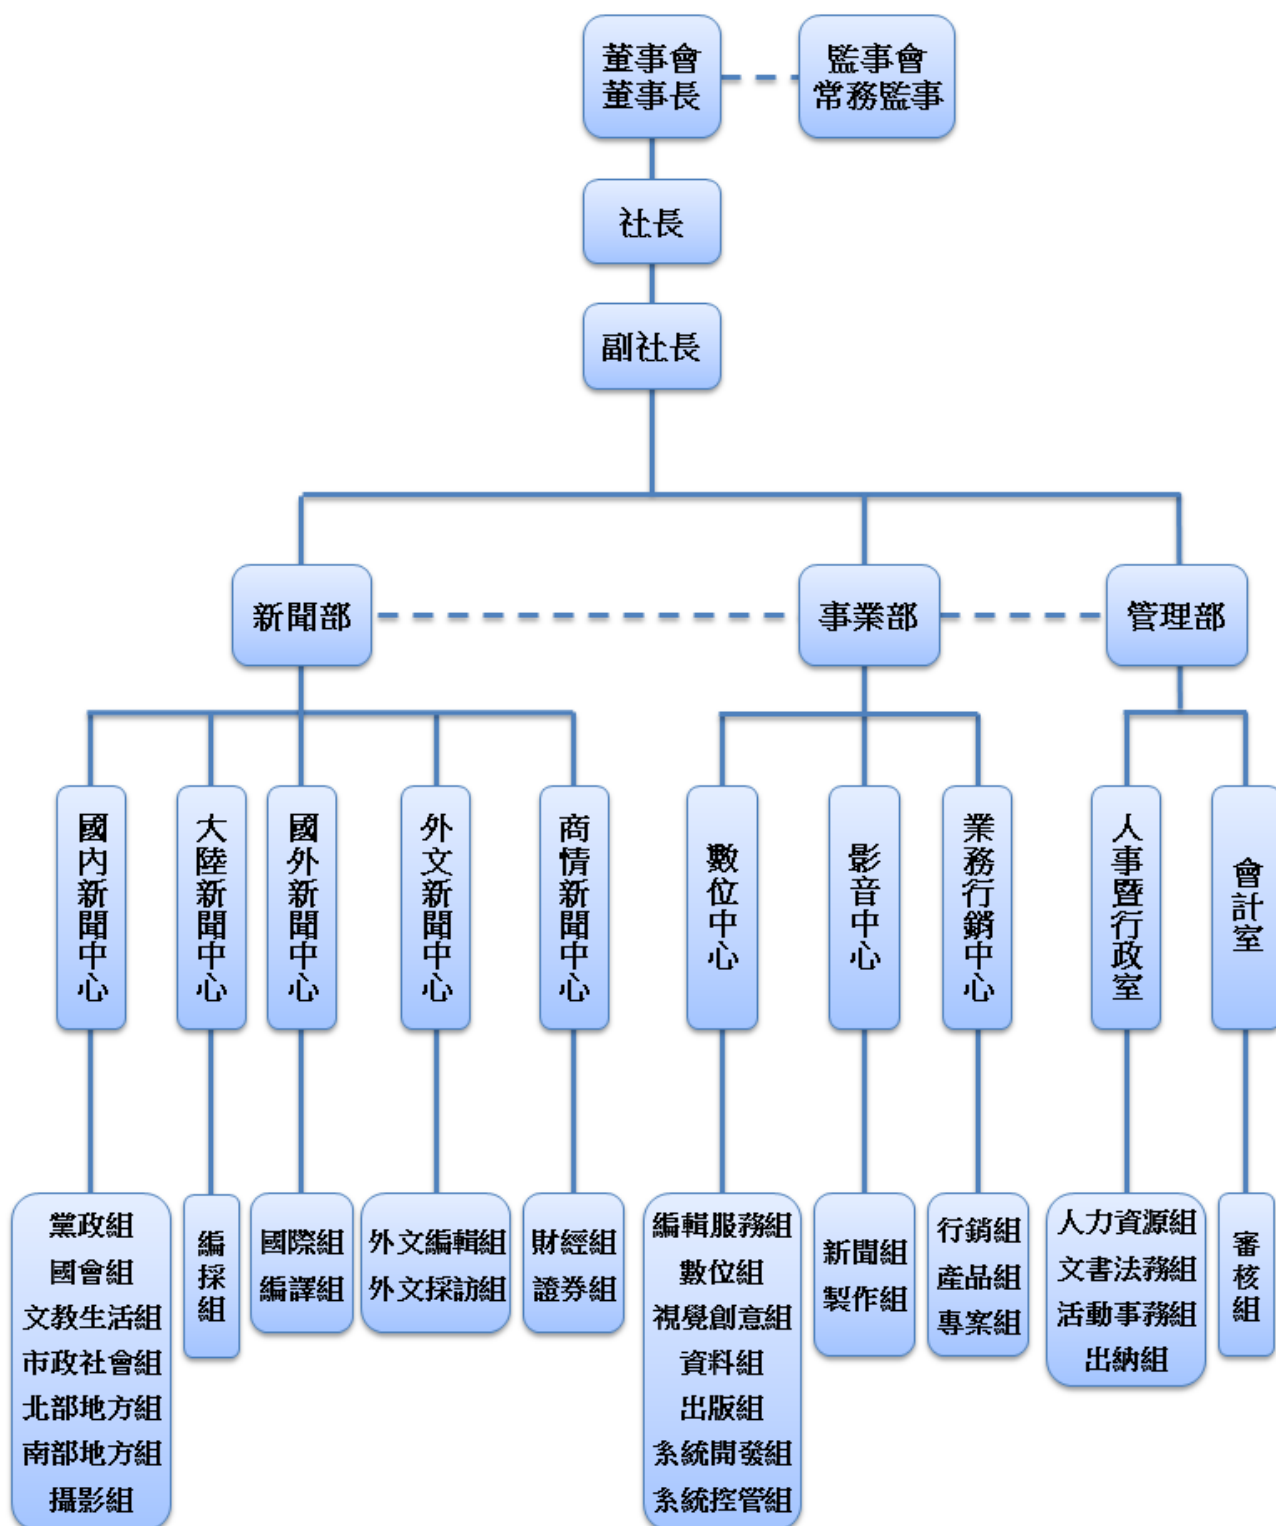 董事會
董事長
監事會
常務監事
社長
副社長
新聞部
事業部
管理部
國內新聞中心
大陸新聞中心
國外新聞中心
外文新聞中心
商情新聞中心
數位中心
影音中心
業務行銷中心
人事暨行政室
會計室
黨政組
國會組
文教生活組
市政社會組
北部地方組
南部地方組
攝影組
編採組
國際組
編譯組
外文編輯組
外文採訪組
財經組
證券組
編輯服務組
數位組
視覺創意組
資料組
出版組
系統開發組
系統控管組
新聞組
製作組
行銷組
產品組
專案組
人力資源組
文書法務組
活動事務組
出納組
審核組